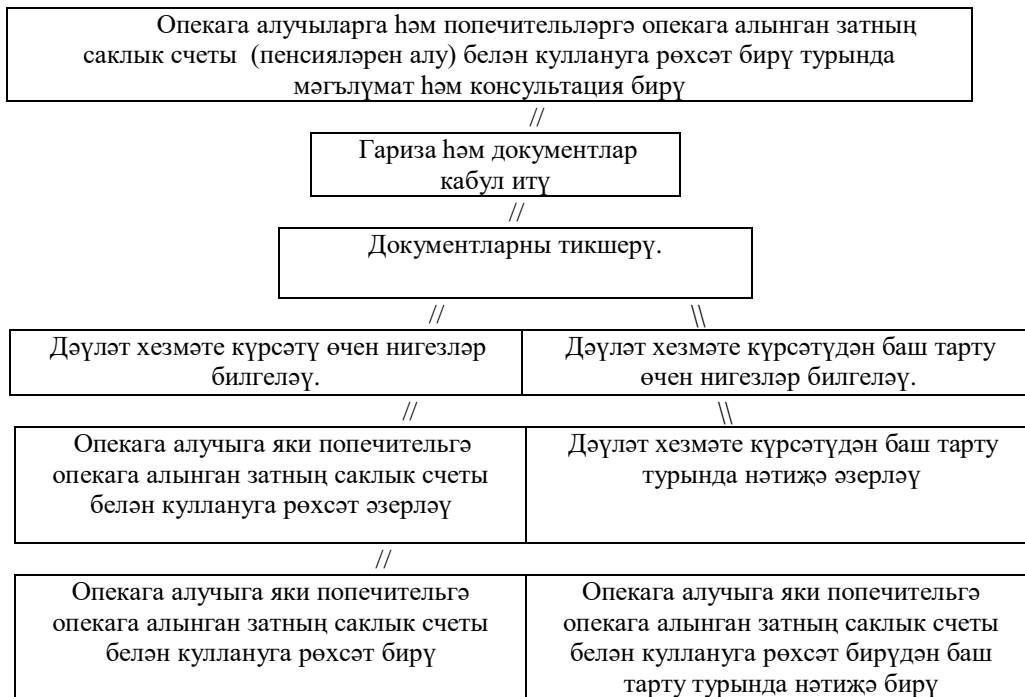 Опекага алучыларга һәм попечительләргә опекага алынган затның
саклык счеты (пенсияләрен алу) белән куллануга рөхсәт бирү турында
мәгълүмат һәм консультация бирү
//
Гариза һәм документлар
кабул итү
//
Документларны тикшерү.
// \\
Дәүләт хезмәте күрсәтү өчен нигезләр
билгеләү.
Дәүләт хезмәте күрсәтүдән баш тарту
өчен нигезләр билгеләү.
// \\
Опекага алучыга яки попечительгә
опекага алынган затның саклык счеты
белән куллануга рөхсәт әзерләү
Дәүләт хезмәте күрсәтүдән баш тарту
турында нәтиҗә әзерләү
//
Опекага алучыга яки попечительгә
опекага алынган затның саклык счеты
белән куллануга рөхсәт бирү
Опекага алучыга яки попечительгә
опекага алынган затның саклык счеты
белән куллануга рөхсәт бирүдән баш
тарту турында нәтиҗә бирү